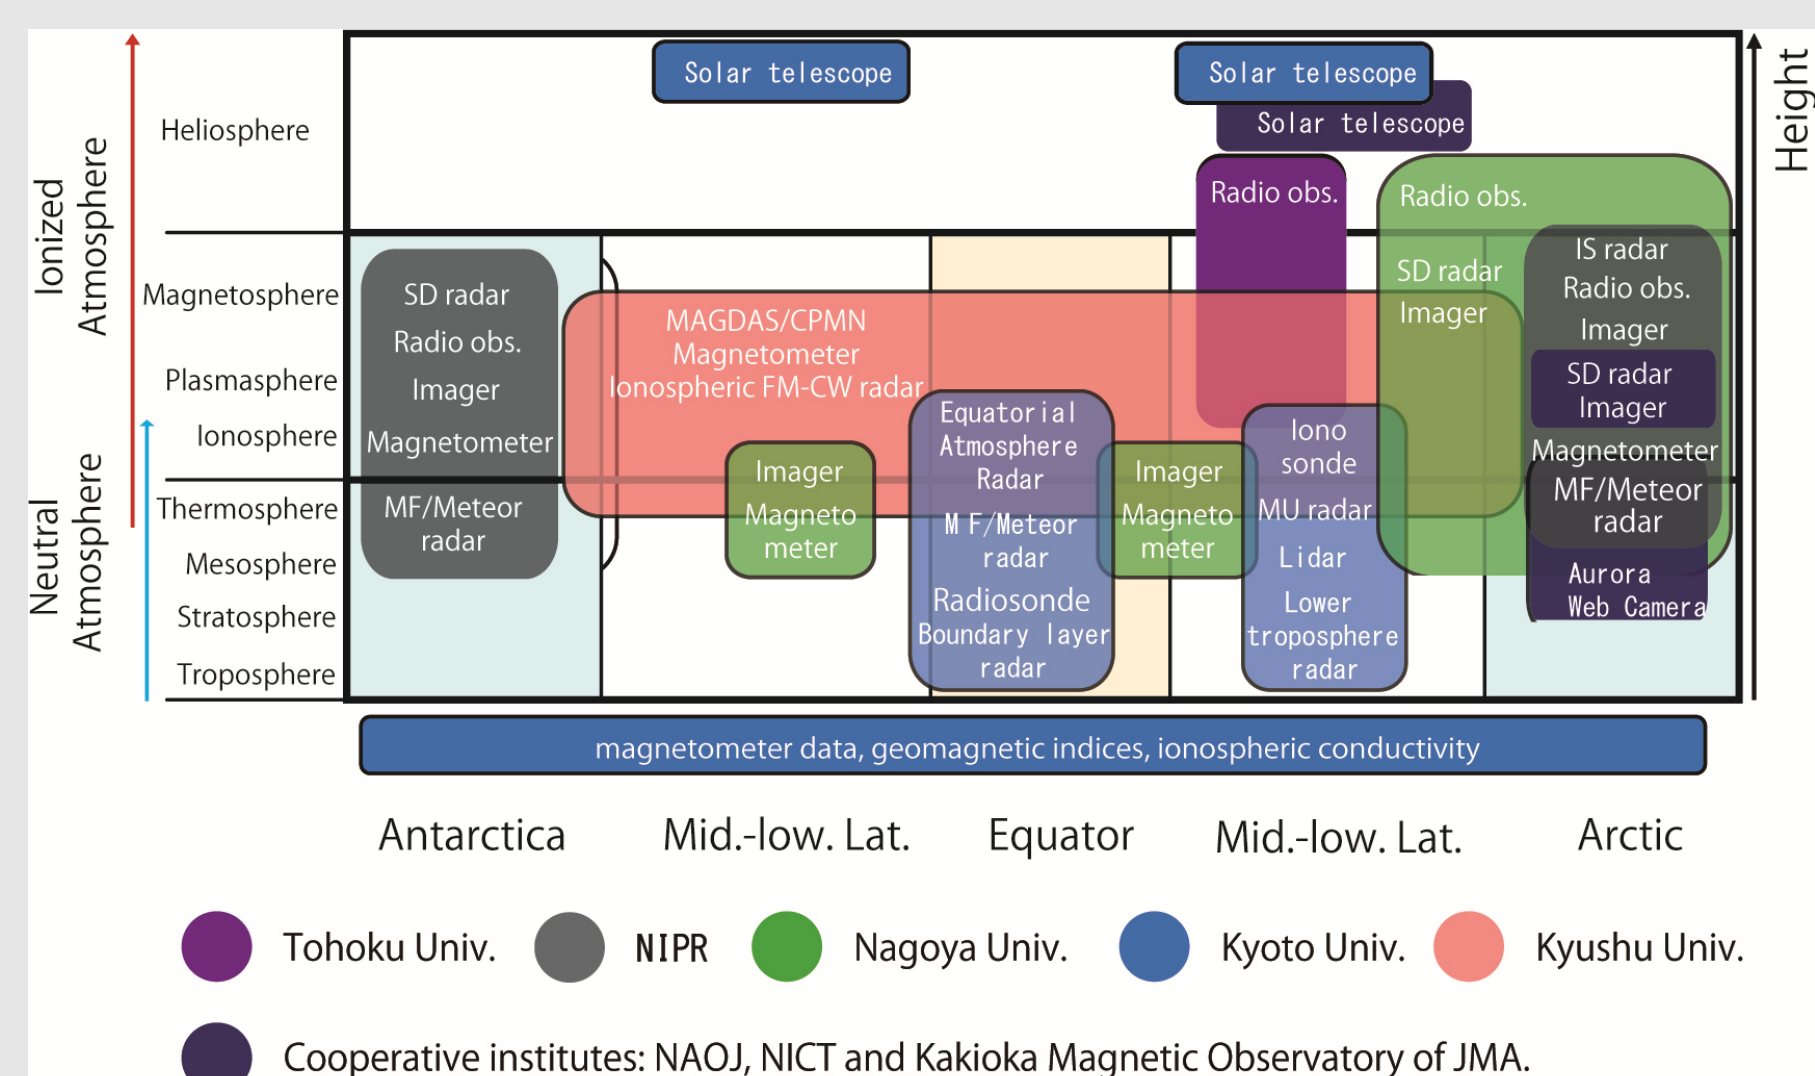 Ionized
Atmosphere
Neutral
Atmosphere
Height
Heliosphere
Magnetosphere
Plasmasphere
Ionosphere
Thermosphere
Mesosphere
Stratosphere
Troposphere
Solar telescope
Solar telescope
Solar telescope
Radio obs.
Radio obs.
SD radar
Imager
IS radar
Radio obs.
Imager
SD radar
Imager
Magnetometer
MF/Meteor
radar
Aurora
Web Camera
SD radar
Radio obs.
Imager
Magnetometer
MF/Meteor
radar
MAGDAS/CPMN
Magnetometer
Ionospheric FM-CW radar
Imager
Magneto
meter
Equatorial
Atmosphere
Radar
MF/Meteor
radar
Radiosonde
Boundary layer
radar
Imager
Magneto
meter
Iono
sonde
MU radar
Lidar
Lower
troposphere
radar
magnetometer data, geomagnetic indices, ionospheric conductivity
Antarctica
Mid.-low. Lat.
Equator
Mid.-low. Lat.
Arctic
Tohoku Univ.
NIPR
Nagoya Univ.
Kyoto Univ.
Kyushu Univ.
Cooperative institutes: NAOJ, NICT and Kakioka Magnetic Observatory of JMA.